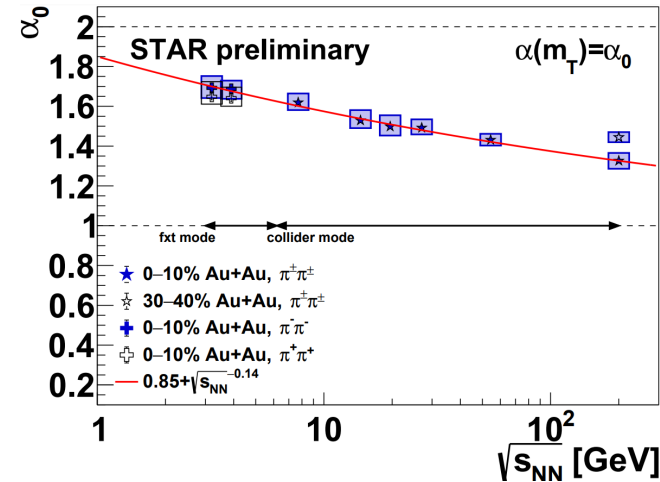 α₀
2
1.8
1.6
1.4
1.2
1
0.8
0.6
0.4
0.2
STAR preliminary
α(m_T)=α₀
fxt mode
collider mode
0–10% Au+Au, π^±π^±
30–40% Au+Au, π^±π^±
0–10% Au+Au, π⁻π⁻
0–10% Au+Au, π⁺π⁺
0.85+√s_NN^−0.14
1
10
10²
√s_NN [GeV]